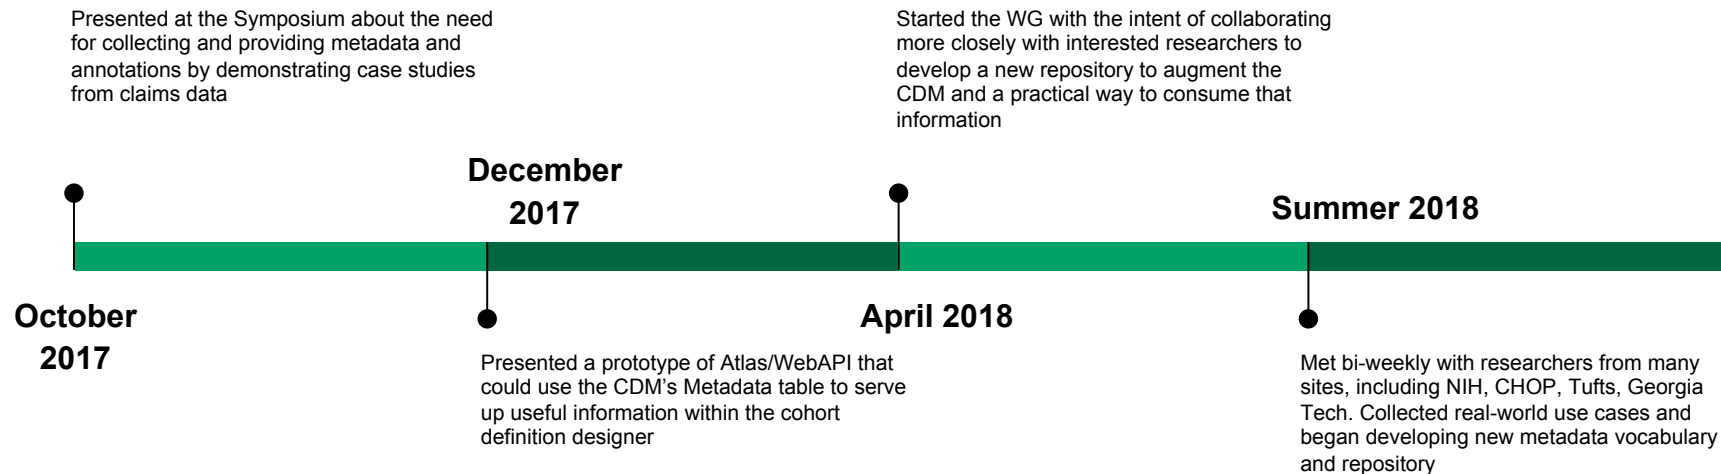 Presented at the Symposium about the need
for collecting and providing metadata and
annotations by demonstrating case studies
from claims data
October
2017
December
2017
Presented a prototype of Atlas/WebAPI that
could use the CDM’s Metadata table to serve
up useful information within the cohort
definition designer
Started the WG with the intent of collaborating
more closely with interested researchers to
develop a new repository to augment the
CDM and a practical way to consume that
information
April 2018
Summer 2018
Met bi-weekly with researchers from many
sites, including NIH, CHOP, Tufts, Georgia
Tech. Collected real-world use cases and
began developing new metadata vocabulary
and repository